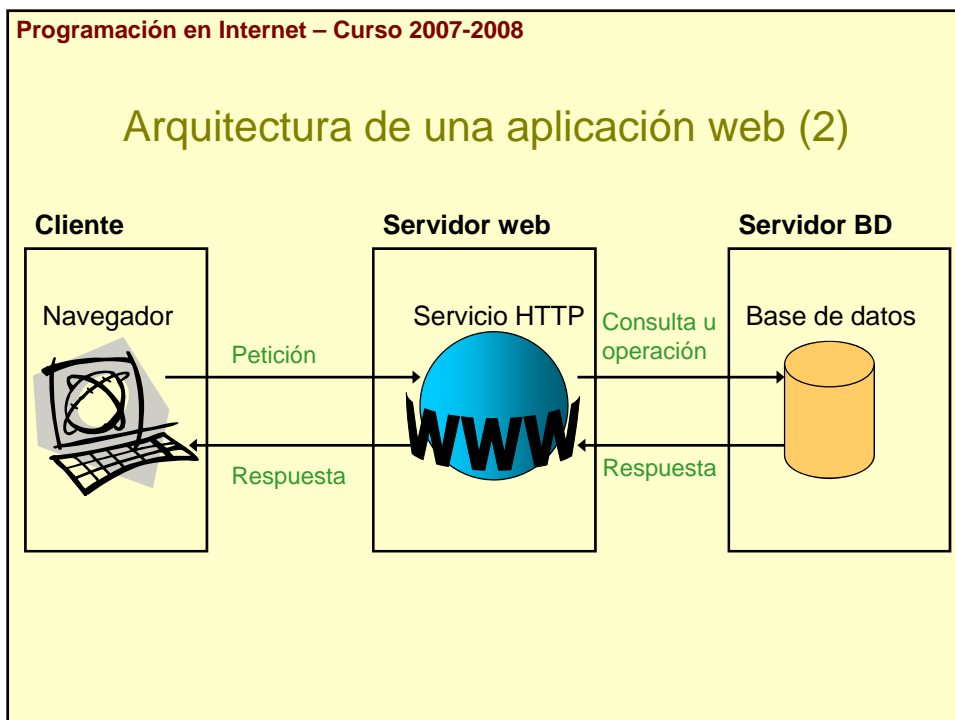 Programación en Internet – Curso 2007-2008
Arquitectura de una aplicación web (2)
Cliente
Servidor web
Servidor BD
Navegador
Servicio HTTP
Consulta u
operación
Base de datos
Petición
WWW
Respuesta
Respuesta